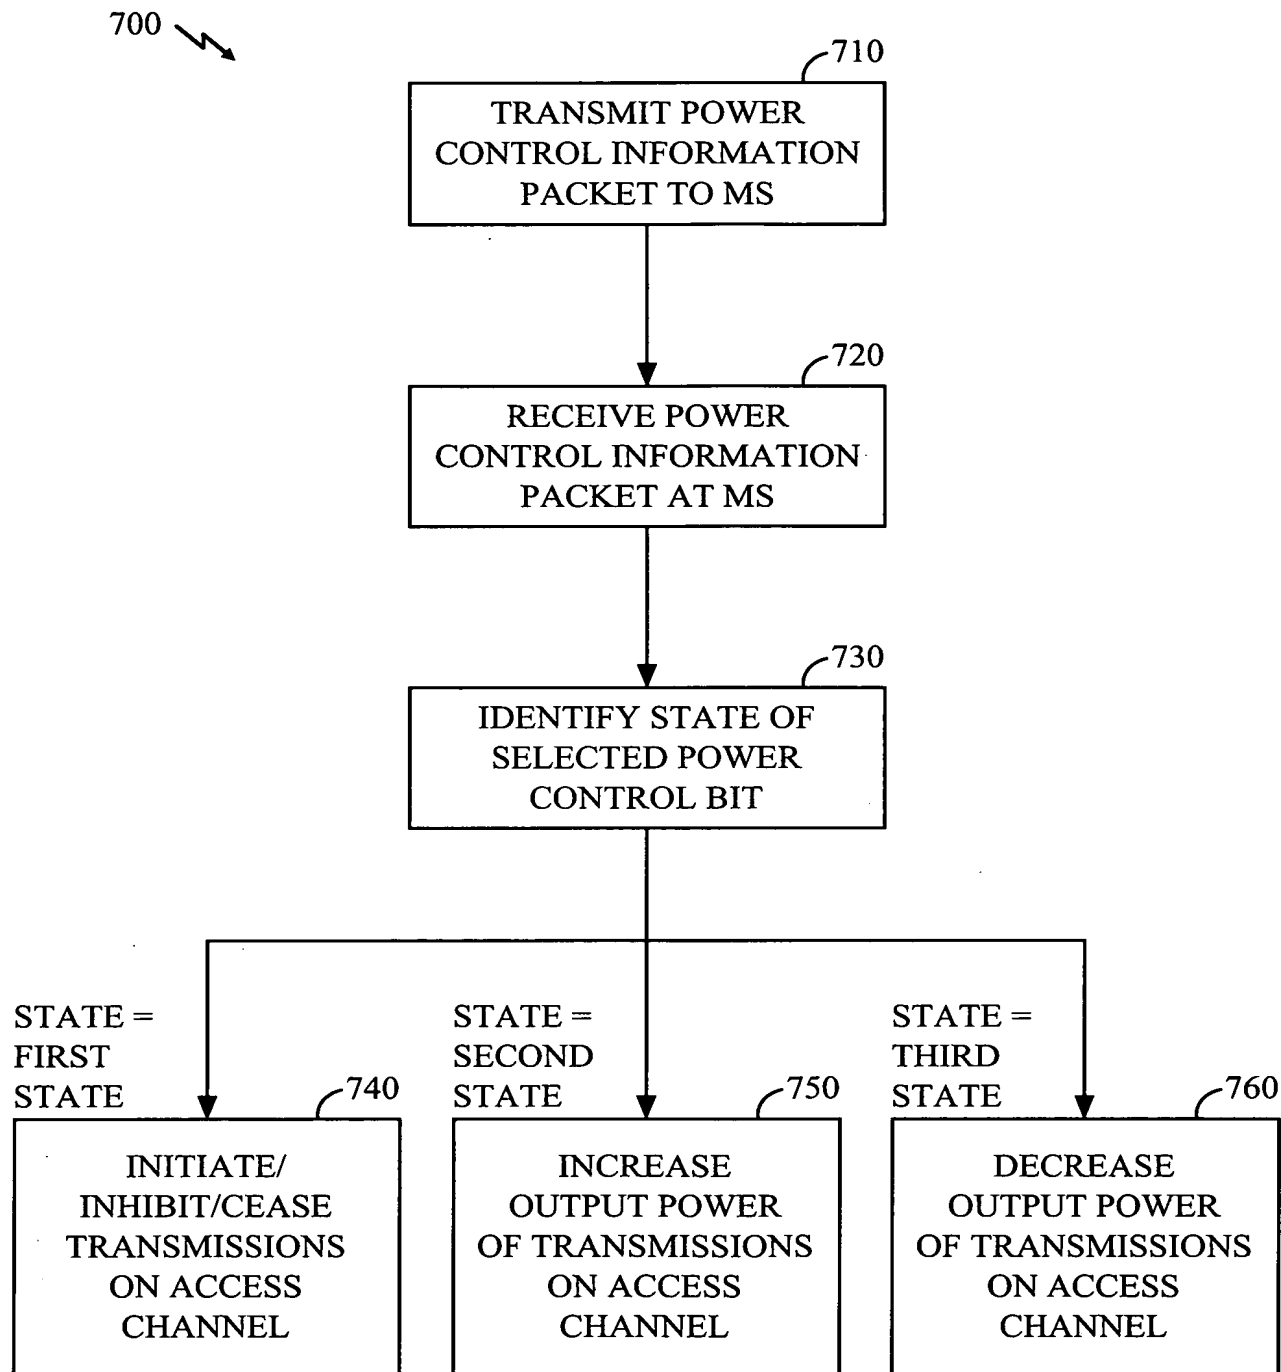 700
710
TRANSMIT POWER
CONTROL INFORMATION
PACKET TO MS
720
RECEIVE POWER
CONTROL INFORMATION
PACKET AT MS
730
IDENTIFY STATE OF
SELECTED POWER
CONTROL BIT
STATE =
FIRST
STATE
740
INITIATE/
INHIBIT/CEASE
TRANSMISSIONS
ON ACCESS
CHANNEL
STATE =
SECOND
STATE
750
INCREASE
OUTPUT POWER
OF TRANSMISSIONS
ON ACCESS
CHANNEL
STATE =
THIRD
STATE
760
DECREASE
OUTPUT POWER
OF TRANSMISSIONS
ON ACCESS
CHANNEL